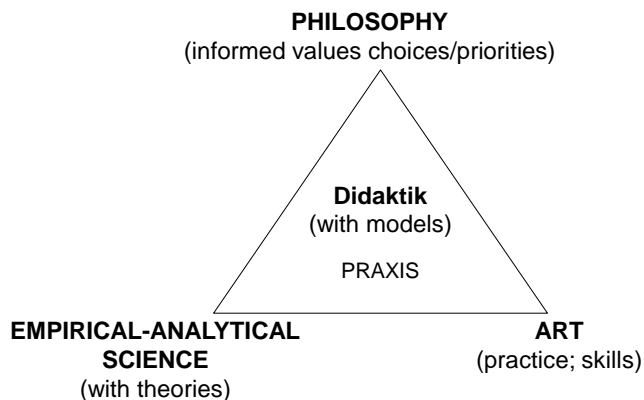 PHILOSOPHY
(informed values choices/priorities)
Didaktik
(with models)
PRAXIS
EMPIRICAL-ANALYTICAL
SCIENCE
(with theories)
ART
(practice; skills)